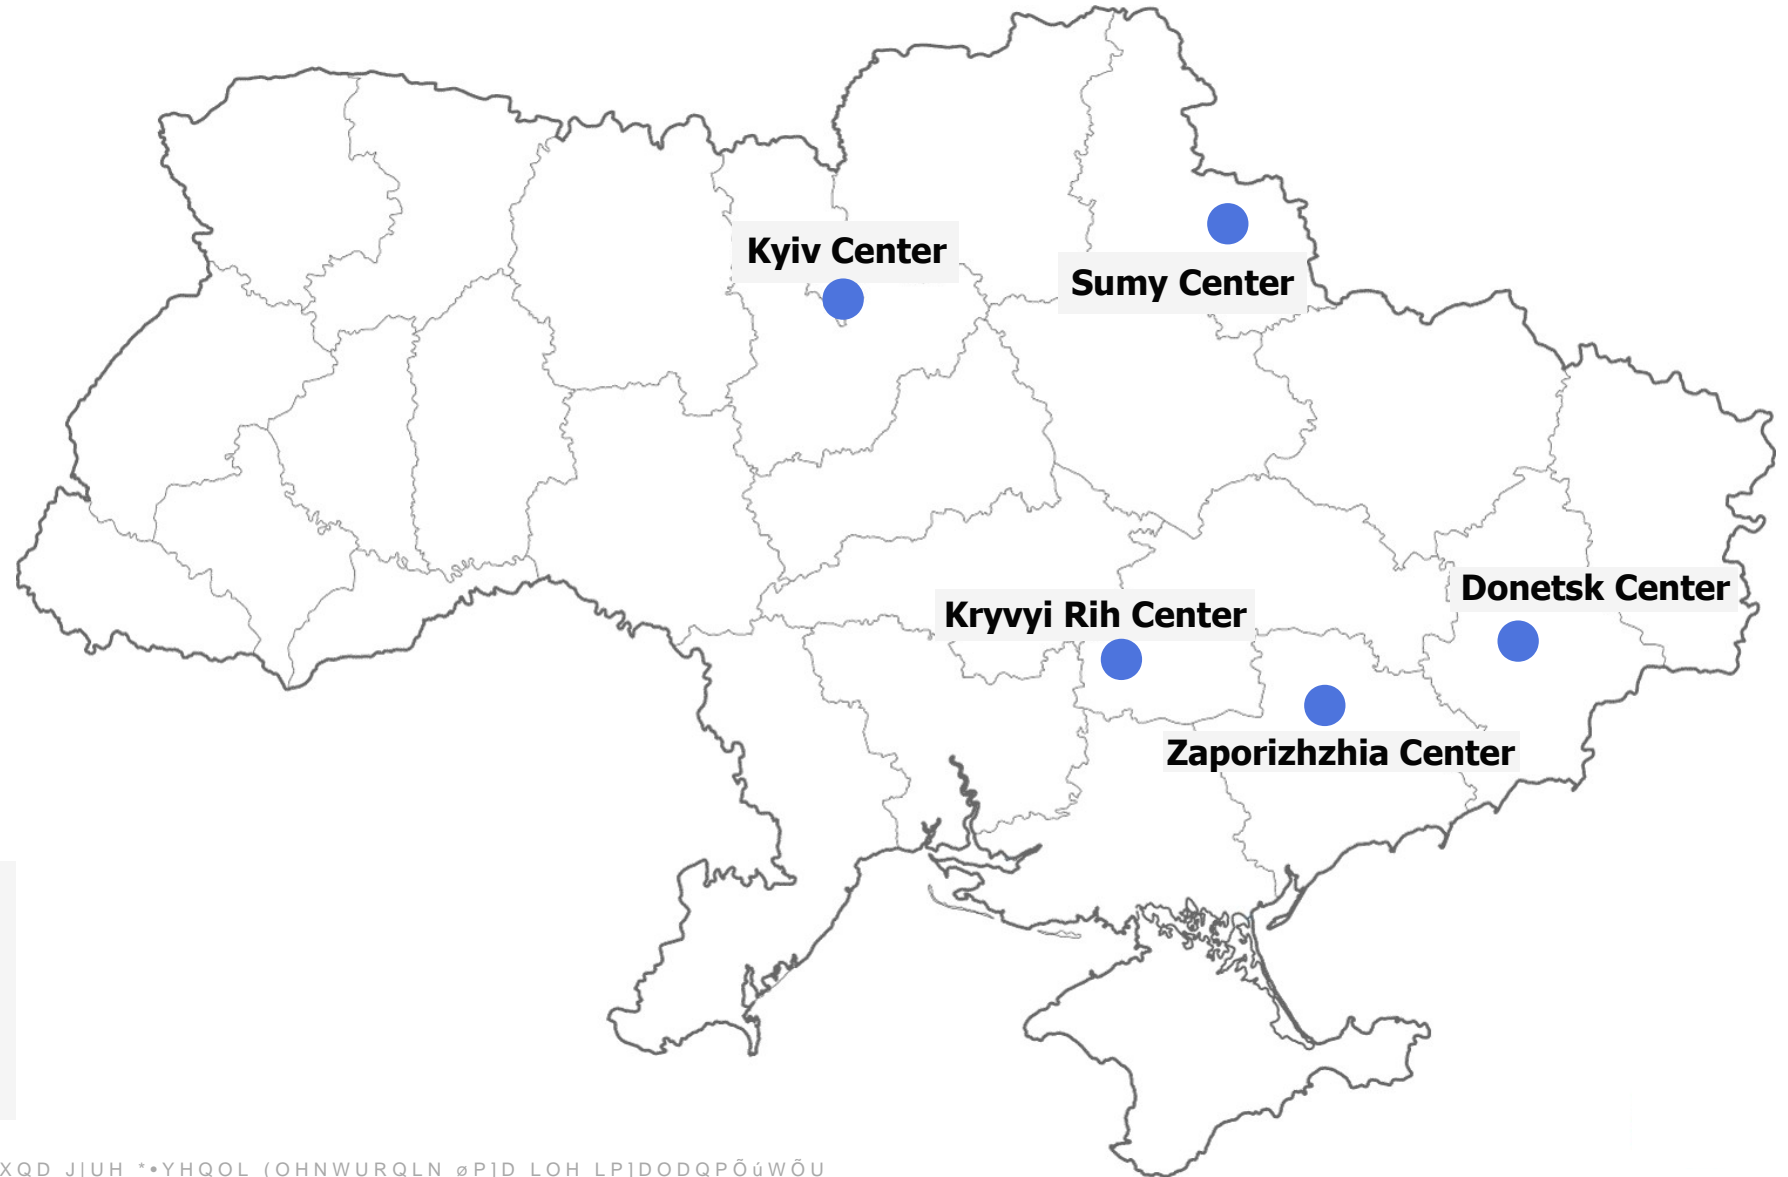 Kyiv Center
Sumy Center
Donetsk Center
Kryvyi Rih Center
Zaporizhzhia Center